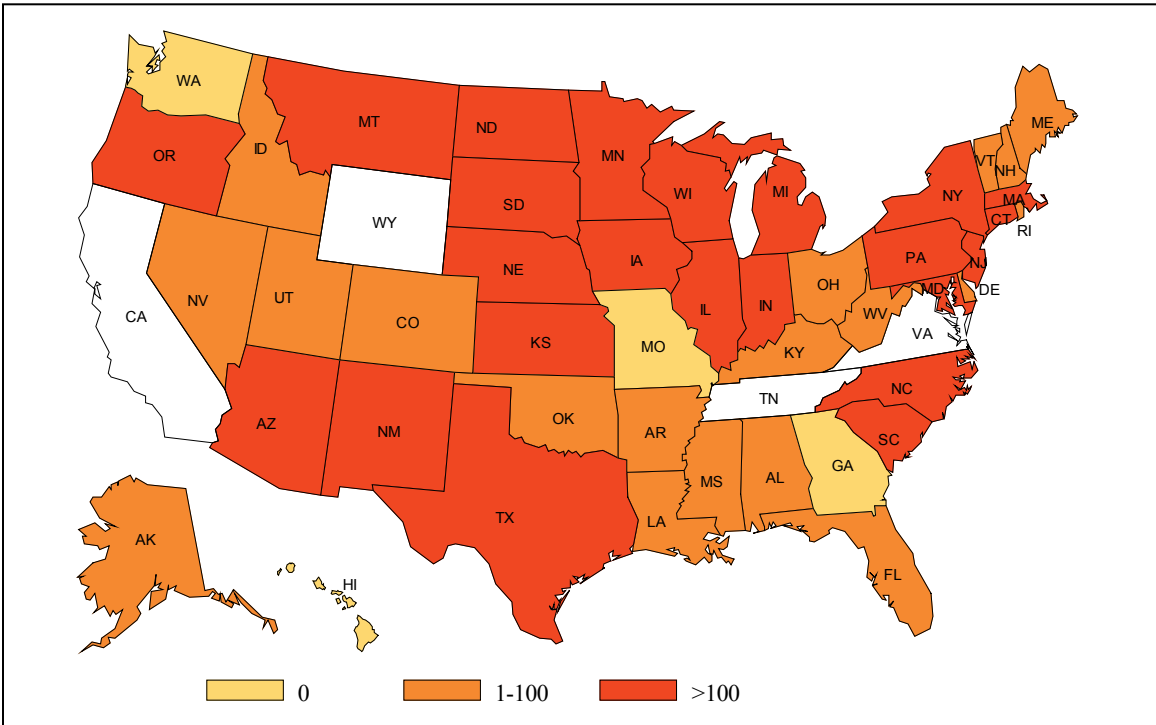 WA
MT
ND
ME
OR
ID
MN
VT
NH
WI
MI
NY
MA
SD
WY
CT
RI
IA
NE
PA
NJ
NV
UT
OH
MD
DE
IL
IN
WV
CA
CO
VA
KS
MO
KY
TN
NC
AZ
NM
OK
AR
SC
GA
MS
AL
TX
LA
AK
FL
HI
0
1-100
>100